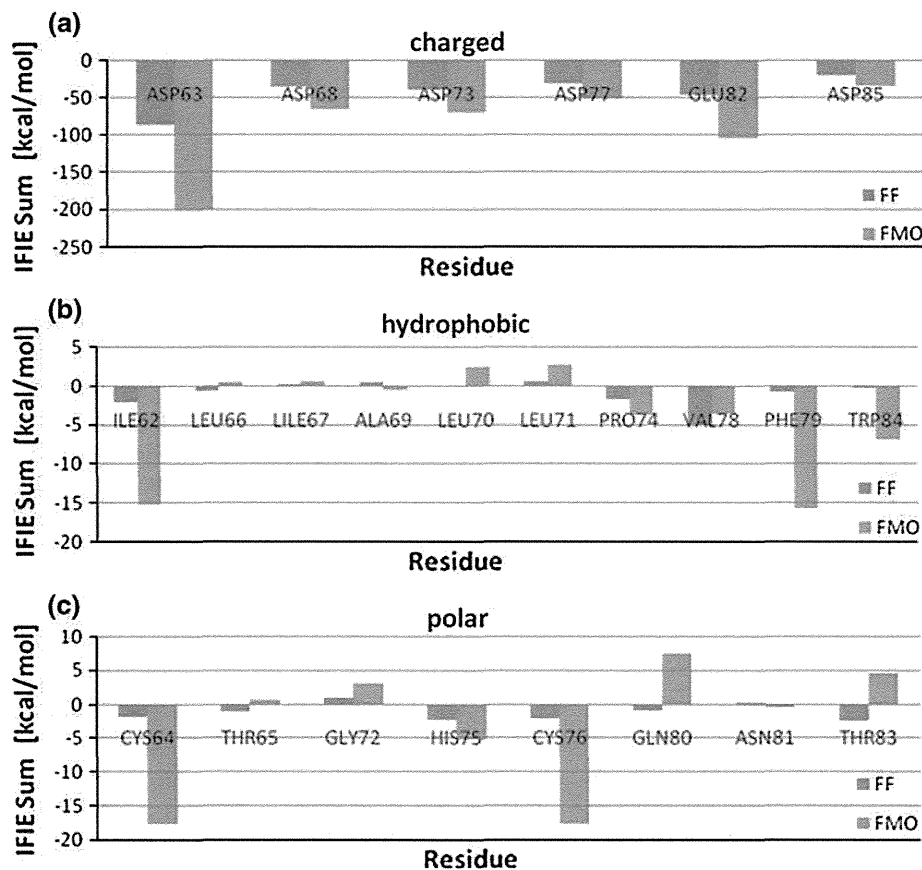 (a)
charged
IFIE Sum [kcal/mol]
0
-50
-100
-150
-200
-250
ASP63 ASP68 ASP73 ASP77 GLU82 ASP85
FF
FMO
Residue
(b)
hydrophobic
IFIE Sum [kcal/mol]
5
0
-5
-10
-15
-20
ILE62 LEU66 LILE67 ALA69 LEU70 LEU71 PRO74 VAL78 PHE79 TRP84
FF
FMO
Residue
(c)
polar
IFIE Sum [kcal/mol]
10
5
0
-5
-10
-15
-20
CYS64 THR65 GLY72 HIS75 CYS76 GLN80 ASN81 THR83
FF
FMO
Residue